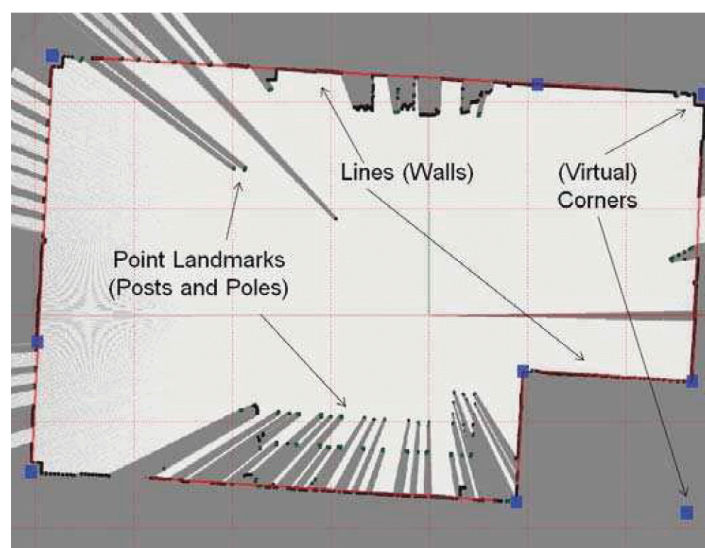 Lines (Walls)
(Virtual)
Corners
Point Landmarks
(Posts and Poles)